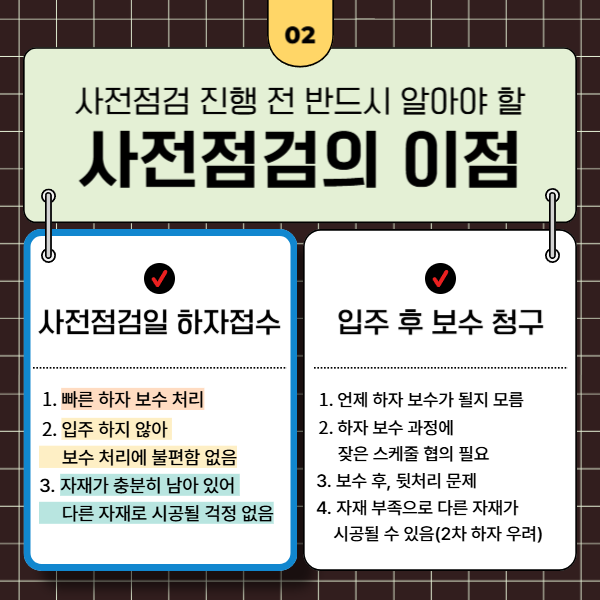 02
사전점검 진행 전 반드시 알아야 할
사전점검의 이점
사전점검일 하자접수
1. 빠른 하자 보수 처리
2. 입주 하지 않아
보수 처리에 불편함 없음
3. 자재가 충분히 남아 있어
다른 자재로 시공될 걱정 없음
입주 후 보수 청구
1. 언제 하자 보수가 될지 모름
2. 하자 보수 과정에
잦은 스케줄 협의 필요
3. 보수 후, 뒷처리 문제
4. 자재 부족으로 다른 자재가
시공될 수 있음(2차 하자 우려)